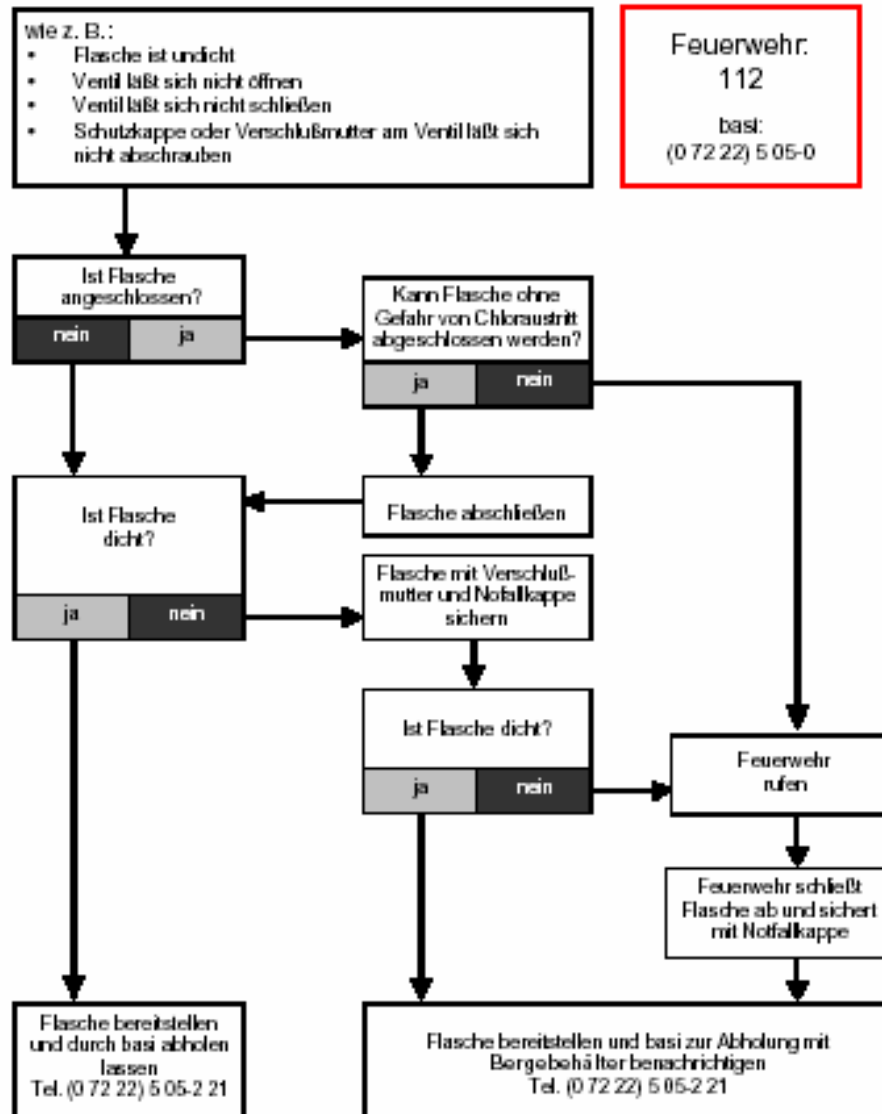 wie z. B.:
• Flasche ist undicht
• Ventil läßt sich nicht öffnen
• Ventil läßt sich nicht schließen
• Schutzkappe oder Verschlußmutter am Ventil läßt sich
nicht abschrauben
Feuerwehr:
112
basi:
(0 72 22) 5 05-0
Ist Flasche
angeschlossen?
nein
ja
Kann Flasche ohne
Gefahr von Chloraustritt
abgeschlossen werden?
ja
nein
Ist Flasche
dicht?
ja
nein
Flasche abschließen
Flasche mit Verschluß-
mutter und Nofallkappe
sichern
Ist Flasche dicht?
ja
nein
Feuerwehr
rufen
Feuerwehr schließt
Flasche ab und sichert
mit Notfallkappe
Flasche bereitstellen
und durch basi abholen
lassen
Tel. (0 72 22) 5 05-2 21
Flasche bereitstellen und basi zur Abholung mit
Bergebehälter benachrichtigen
Tel. (0 72 22) 5 05-2 21